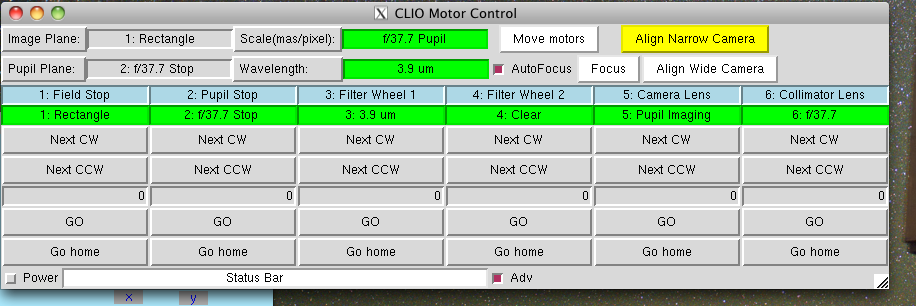 X CLIO Motor Control
Image Plane: 1: Rectangle Scale(mas/pixel): f/37.7 Pupil Move motors Align Narrow Camera
Pupil Plane: 2: f/37.7 Stop Wavelength: 3.9 um AutoFocus Focus Align Wide Camera
1: Field Stop 2: Pupil Stop 3: Filter Wheel 1 4: Filter Wheel 2 5: Camera Lens 6: Collimator Lens
1: Rectangle 2: f/37.7 Stop 3: 3.9 um 4: Clear 5: Pupil Imaging 6: f/37.7
Next CW Next CW Next CW Next CW Next CW Next CW
Next CCW Next CCW Next CCW Next CCW Next CCW Next CCW
0 0 0 0 0 0
GO GO GO GO GO GO
Go home Go home Go home Go home Go home Go home
Power Status Bar Adv
x y